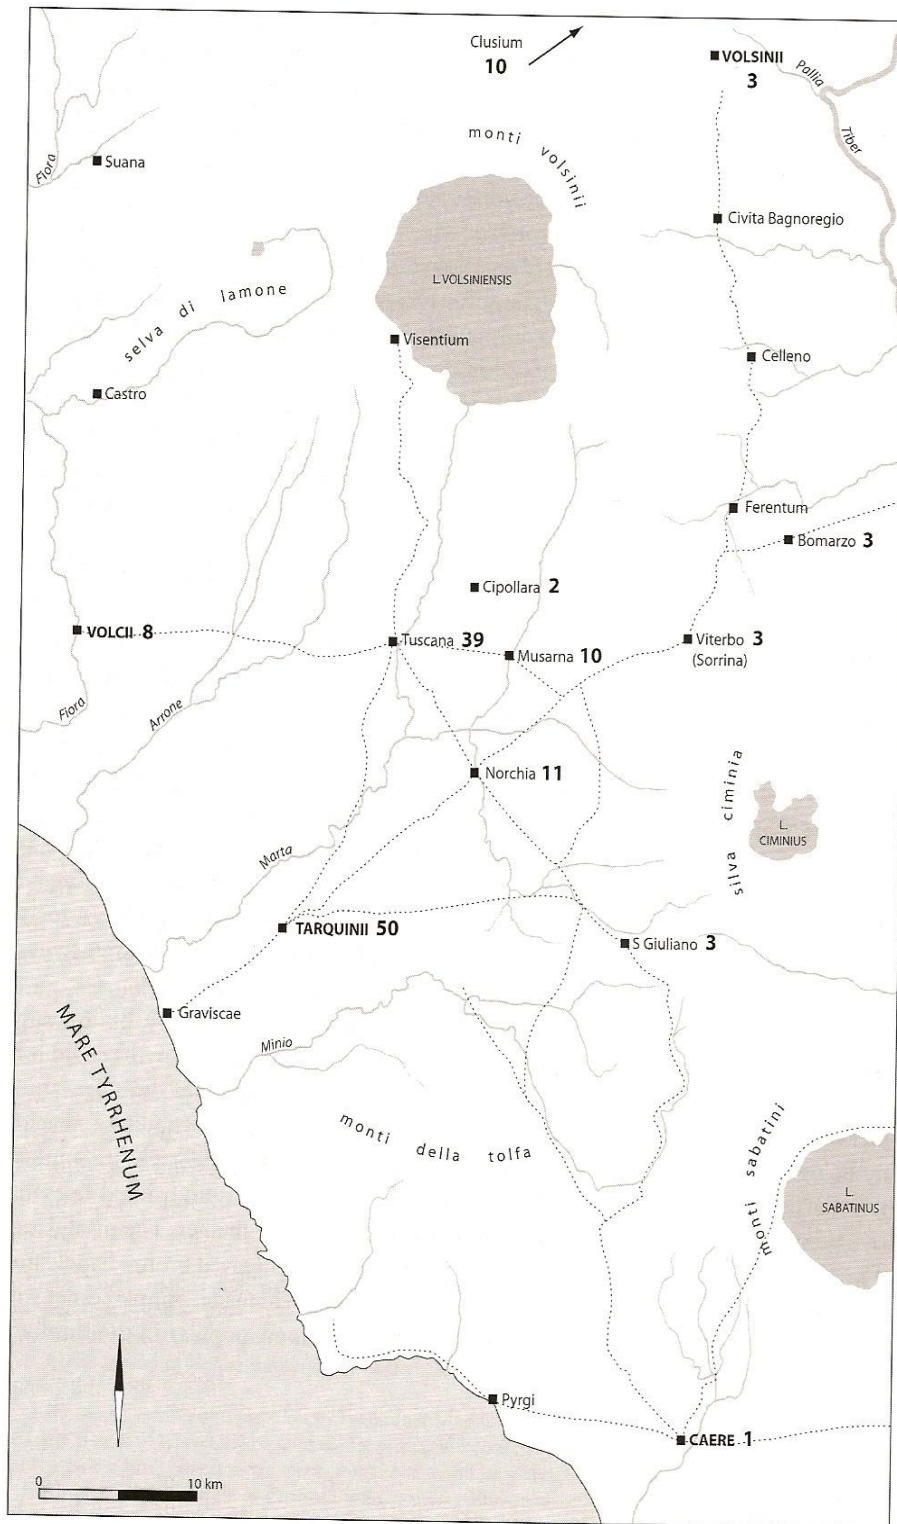 Clusium
10
VOLSINII
3
Pallia
Tiber
monti volsinii
Flora
Suana
Civita Bagnoregio
L.VOLSINIENSIS
selva di lamone
Visentium
Celleno
Castro
Ferentum
Bomarzo 3
Cipollara 2
VOLCII 8
Tuscana 39
Musarna 10
Viterbo 3
(Sorrina)
Flora
Arrone
Norchia 11
silva ciminia
L.
CIMINIUS
Marta
TARQUINII 50
S Giuliano 3
Graviscae
Minio
MARE TYRRHENUM
monti della tolfa
monti sabatini
L.
SABATINUS
Pyrgi
CAERE 1
0 10 km